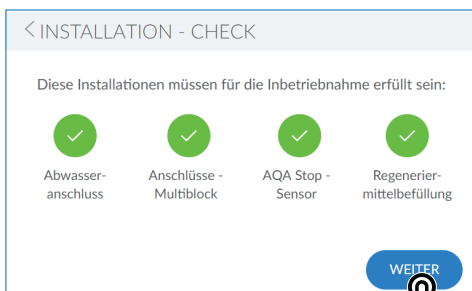 INSTALLATION - CHECK
Diese Installationen müssen für die Inbetriebnahme erfüllt sein:
Abwasser-
anschluss
Anschlüsse -
Multiblock
AQA Stop -
Sensor
Regenerier-
mittelbefüllung
WEITER